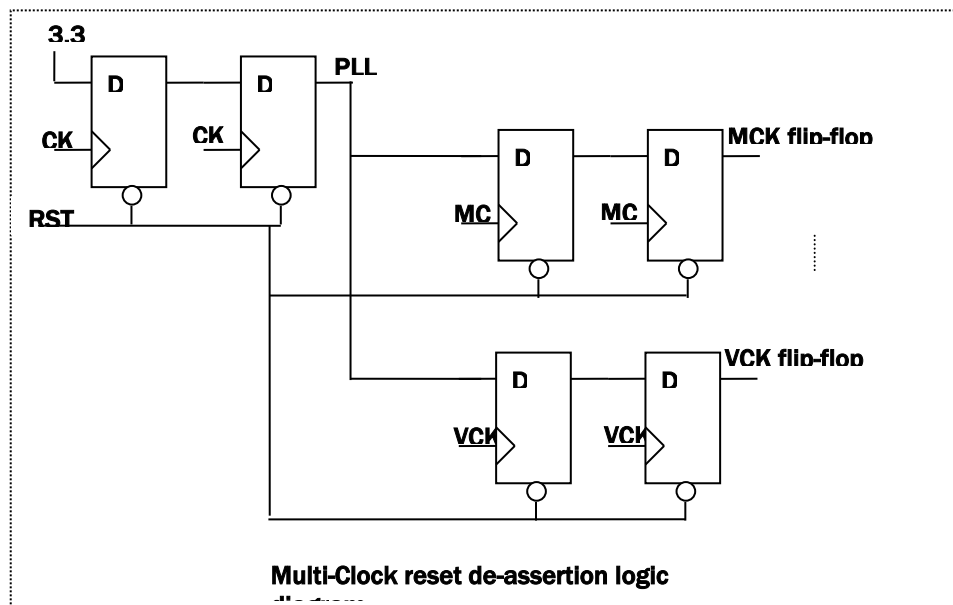 3.3
PLL
D
D
CK
CK
MCK flip-flop
D
D
RST
MC
MC
VCK flip-flop
D
D
VCK
VCK
Multi-Clock reset de-assertion logic
diagram